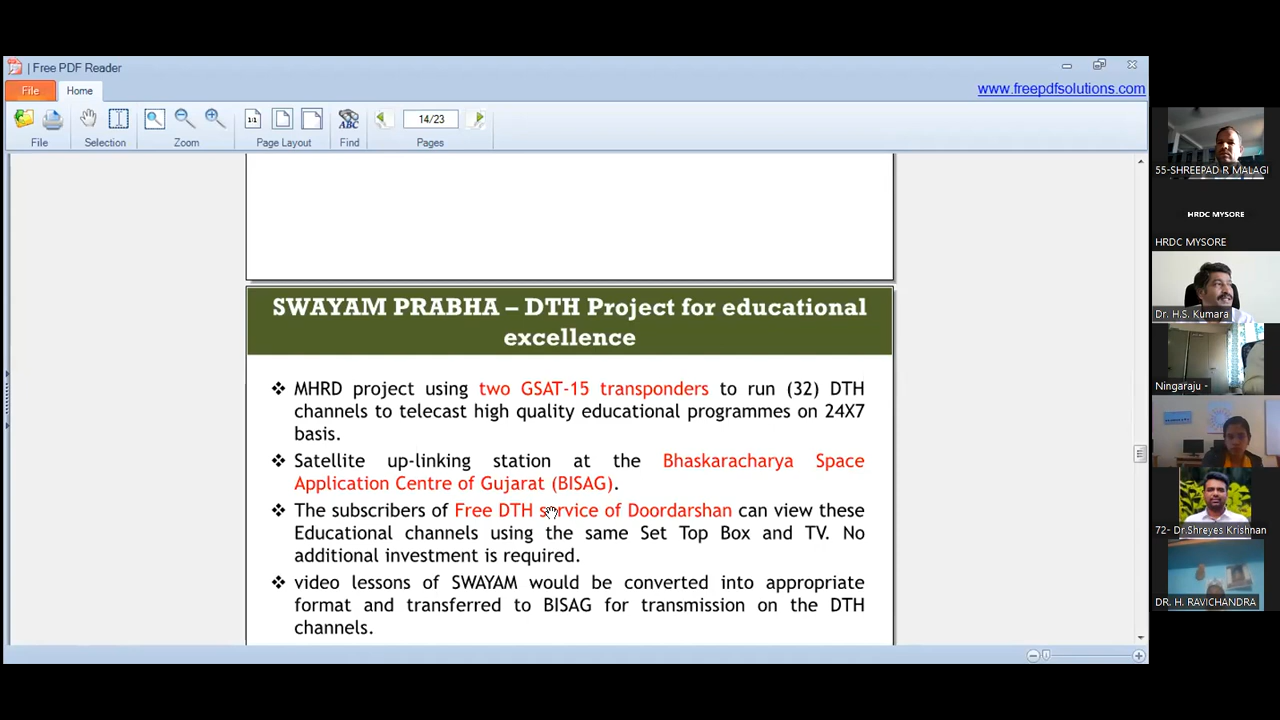 | Free PDF Reader
File
Home
www.freepdfsolutions.com
1:1
ABC
14/23
File
Selection
Zoom
Page Layout
Find
Pages
SWAYAM PRABHA – DTH Project for educational
excellence
❖ MHRD project using two GSAT-15 transponders to run (32) DTH
channels to telecast high quality educational programmes on 24X7
basis.
❖ Satellite up-linking station at the Bhaskaracharya Space
Application Centre of Gujarat (BISAG).
❖ The subscribers of Free DTH service of Doordarshan can view these
Educational channels using the same Set Top Box and TV. No
additional investment is required.
❖ video lessons of SWAYAM would be converted into appropriate
format and transferred to BISAG for transmission on the DTH
channels.
55-SHREEPAD R MALAGI
HRDC MYSORE
HRDC MYSORE
Dr. H.S. Kumara
Ningaraju -
72- Dr.Shreyes Krishnan
DR. H. RAVICHANDRA